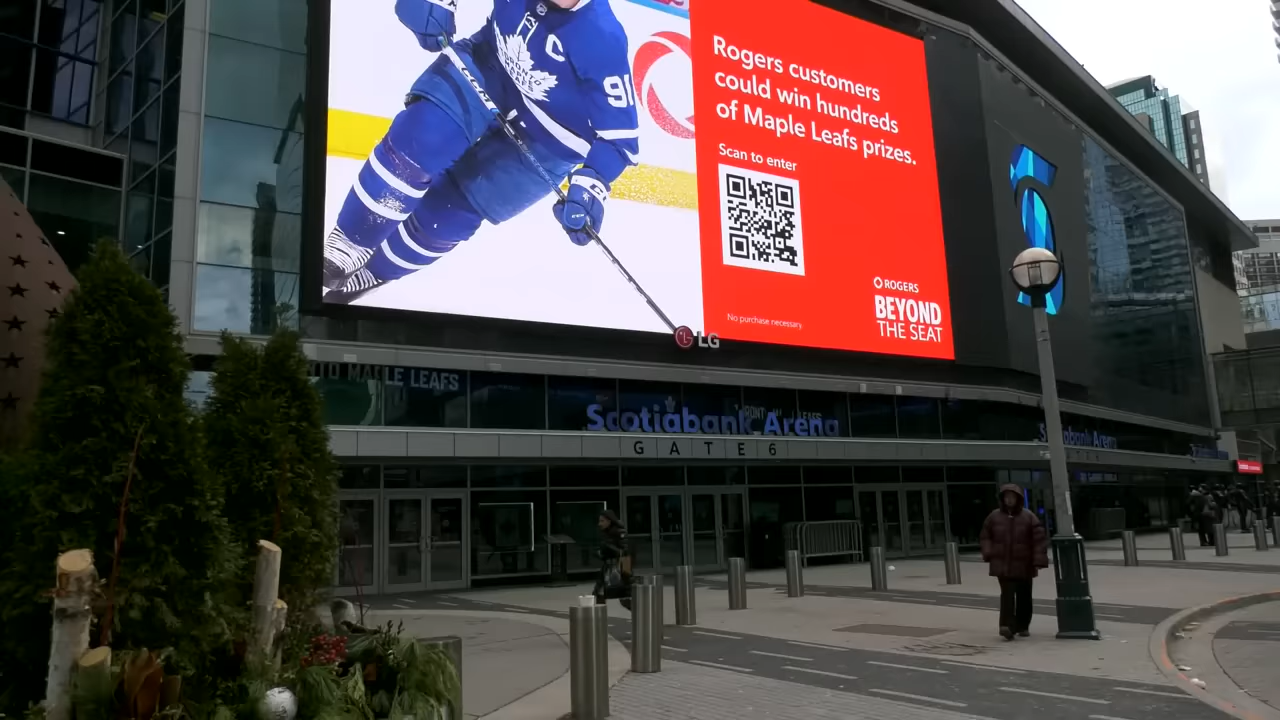 C
91
Rogers customers
could win hundreds
of Maple Leafs prizes.
Scan to enter
ROGERS
BEYOND
THE SEAT
No purchase necessary.
LG
MAPLE LEAFS
Scotiabank Arena
GATE 6
Scotiabank Arena